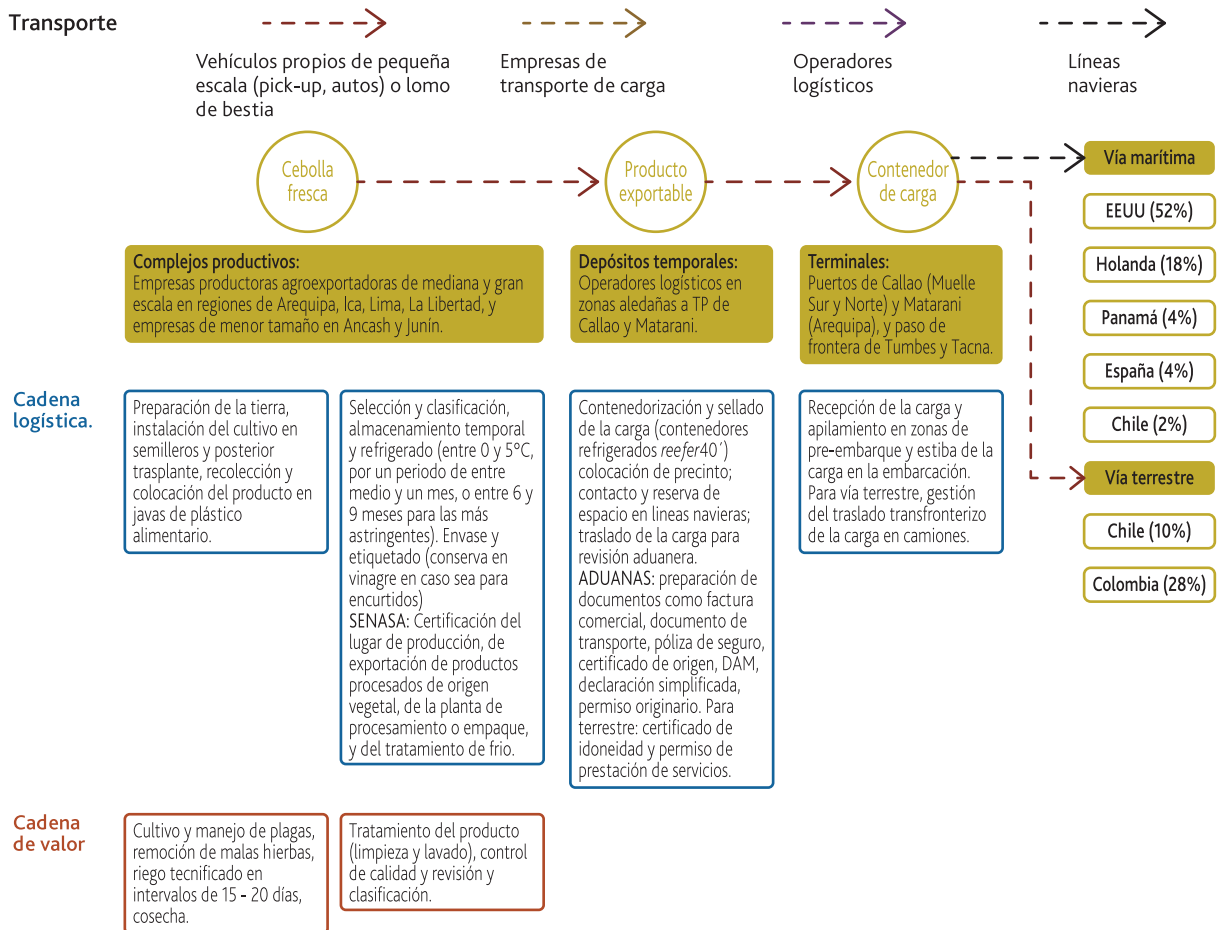 Transporte
Vehículos propios de pequeña
escala (pick-up, autos) o lomo
de bestia
Empresas de
transporte de carga
Operadores
logísticos
Líneas
navieras
Cebolla
fresca
Producto
exportable
Contenedor
de carga
Vía marítima
EEUU (52%)
Holanda (18%)
Panamá (4%)
España (4%)
Chile (2%)
Vía terrestre
Chile (10%)
Colombia (28%)
Complejos productivos:
Empresas productoras agroexportadoras de mediana y gran
escala en regiones de Arequipa, Ica, Lima, La Libertad, y
empresas de menor tamaño en Ancash y Junín.
Depósitos temporales:
Operadores logísticos en
zonas aledañas a TP de
Callao y Matarani.
Terminales:
Puertos de Callao (Muelle
Sur y Norte) y Matarani
(Arequipa), y paso de
frontera de Tumbes y Tacna.
Cadena
logística.
Preparación de la tierra,
instalación del cultivo en
semilleros y posterior
trasplante, recolección y
colocación del producto en
javas de plástico
alimentario.
Selección y clasificación,
almacenamiento temporal
y refrigerado (entre 0 y 5°C,
por un periodo de entre
medio y un mes, o entre 6 y
9 meses para las más
astringentes). Envase y
etiquetado (conserva en
vinagre en caso sea para
encurtidos)
SENASA: Certificación del
lugar de producción, de
exportación de productos
procesados de origen
vegetal, de la planta de
procesamiento o empaque,
y del tratamiento de frio.
Contenedorización y sellado
de la carga (contenedores
refrigerados reefer40´)
colocación de precinto;
contacto y reserva de
espacio en lineas navieras;
traslado de la carga para
revisión aduanera.
ADUANAS: preparación de
documentos como factura
comercial, documento de
transporte, póliza de seguro,
certificado de origen, DAM,
declaración simplificada,
permiso originario. Para
terrestre: certificado de
idoneidad y permiso de
prestación de servicios.
Recepción de la carga y
apilamiento en zonas de
pre-embarque y estiba de la
carga en la embarcación.
Para vía terrestre, gestión
del traslado transfronterizo
de la carga en camiones.
Cadena
de valor
Cultivo y manejo de plagas,
remoción de malas hierbas,
riego tecnificado en
intervalos de 15 - 20 días,
cosecha.
Tratamiento del producto
(limpieza y lavado), control
de calidad y revisión y
clasificación.